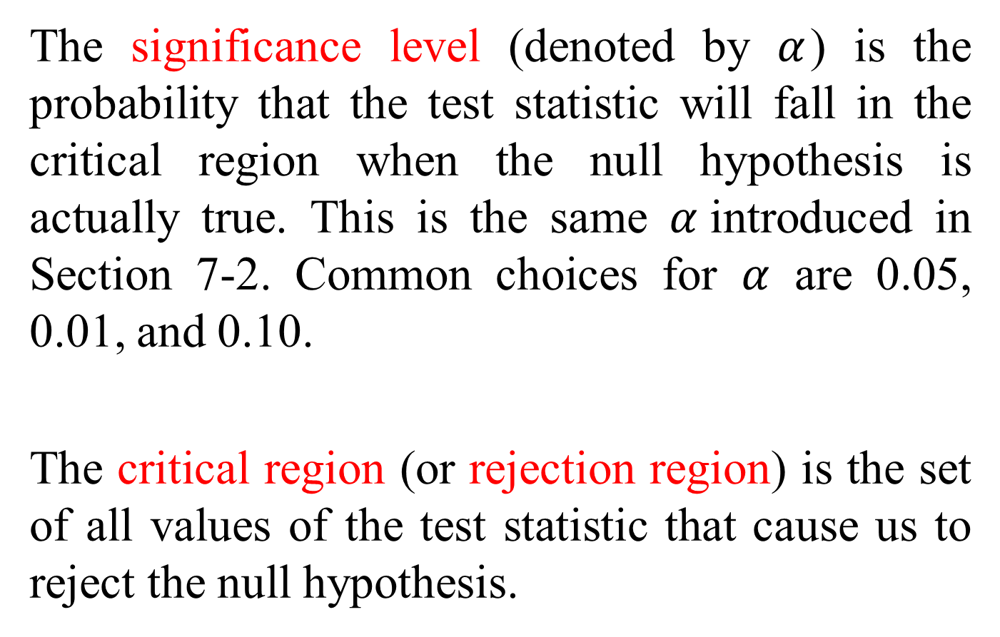 The significance level (denoted by α) is the
probability that the test statistic will fall in the
critical region when the null hypothesis is
actually true. This is the same α introduced in
Section 7-2. Common choices for α are 0.05,
0.01, and 0.10.
The critical region (or rejection region) is the set
of all values of the test statistic that cause us to
reject the null hypothesis.